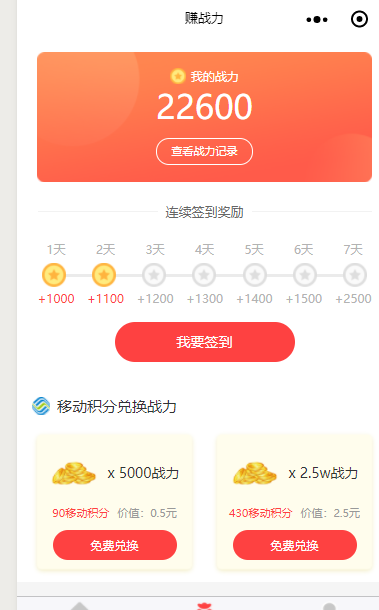 赚战力
我的战力
22600
查看战力记录
连续签到奖励
1天 2天 3天 4天 5天 6天 7天
+1000 +1100 +1200 +1300 +1400 +1500 +2500
我要签到
移动积分兑换战力
x 5000战力 x 2.5w战力
90移动积分 价值：0.5元 430移动积分 价值：2.5元
免费兑换 免费兑换